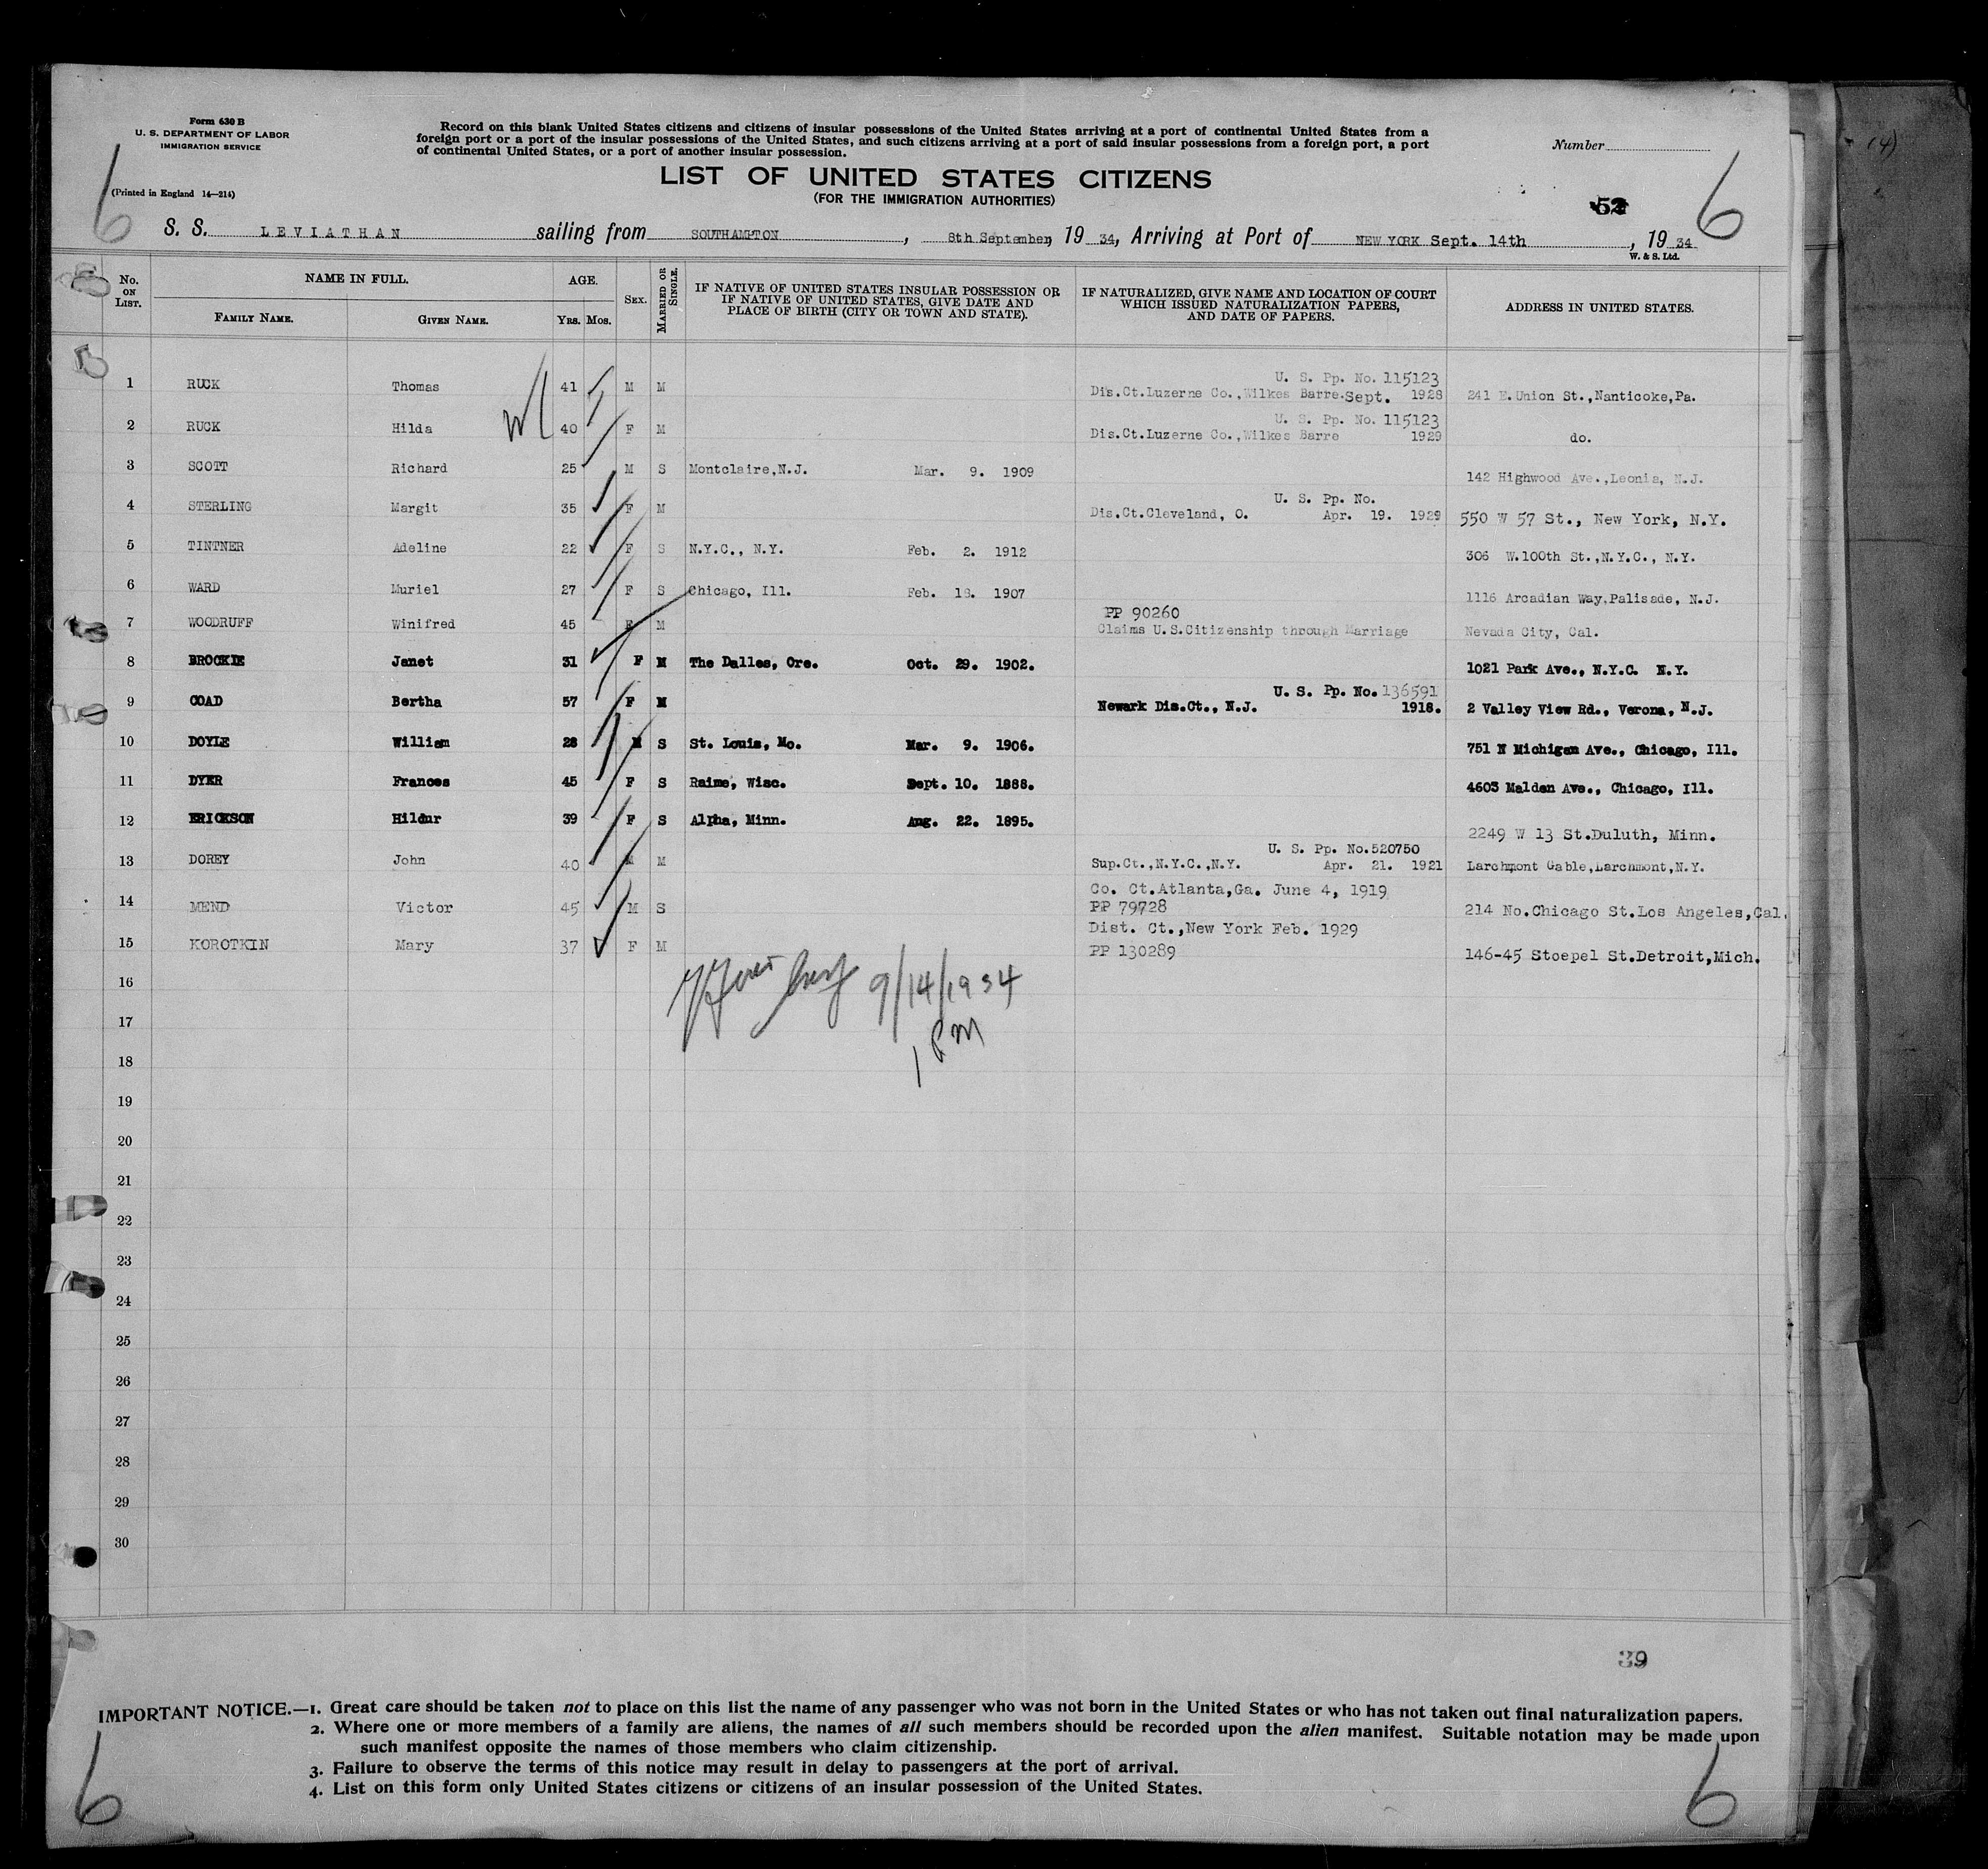 Form 630 B
U. S. DEPARTMENT OF LABOR
IMMIGRATION SERVICE
(Printed in England 14—214)
Record on this blank United States citizens and citizens of insular possessions of the United States arriving at a port of continental United States from a
foreign port or a port of the insular possessions of the United States, and such citizens arriving at a port of said insular possessions from a foreign port, a port
of continental United States, or a port of another insular possession.
Number
LIST OF UNITED STATES CITIZENS
(FOR THE IMMIGRATION AUTHORITIES)
6
52
6
S. S. LEVIATHAN sailing from SOUTHAMPTON, 8th September, 19 34, Arriving at Port of NEW YORK Sept. 14th, 19 34
W. & S. Ltd.
No. ON LIST. NAME IN FULL. FAMILY NAME. GIVEN NAME. AGE. YRS. MOS. SEX. MARRIED OR SINGLE. IF NATIVE OF UNITED STATES INSULAR POSSESSION OR IF NATIVE OF UNITED STATES, GIVE DATE AND PLACE OF BIRTH (CITY OR TOWN AND STATE). IF NATURALIZED, GIVE NAME AND LOCATION OF COURT WHICH ISSUED NATURALIZATION PAPERS, AND DATE OF PAPERS. ADDRESS IN UNITED STATES.
U. S. Pp. No. 115123
1 RUCK Thomas 41 M M Dis.Ct.Luzerne Co.,Wilkes Barre.Sept. 1928 241 E.Union St.,Nanticoke,Pa.
U. S. Pp. No. 115123
2 RUCK Hilda 40 F M Dis.Ct.Luzerne Co.,Wilkes Barre 1929 do.
3 SCOTT Richard 25 M S Montclaire,N.J. Mar. 9. 1909 142 Highwood Ave.,Leonia, N.J.
U. S. Pp. No.
4 STERLING Margit 35 F M Dis.Ct.Cleveland, O. Apr. 19. 1929 550 W 57 St., New York, N.Y.
5 TINTNER Adeline 22 F S N.Y.C., N.Y. Feb. 2. 1912 306 W.100th St.,N.Y.C., N.Y.
6 WARD Muriel 27 F S Chicago, Ill. Feb. 18. 1907 1116 Arcadian Way,Palisade, N.J.
PP 90260
7 WOODRUFF Winifred 45 F M Claims U.S.Citizenship through Marriage Nevada City, Cal.
8 BROCKIE Janet 31 F M The Dalles, Ore. Oct. 29. 1902. 1021 Park Ave., N.Y.C. N.Y.
U. S. Pp. No. 136591
9 COAD Bertha 57 F M Newark Dis.Ct., N.J. 1918. 2 Valley View Rd., Verona, N.J.
10 DOYLE William 28 M S St. Louis, Mo. Mar. 9. 1906. 751 N Michigan Ave., Chicago, Ill.
11 DYER Frances 45 F S Raime, Wisc. Sept. 10. 1888. 4603 Malden Ave., Chicago, Ill.
12 ERICKSON Hildur 39 F S Alpha, Minn. Aug. 22. 1895. 2249 W 13 St.Duluth, Minn.
U. S. Pp. No.520750
13 DOREY John 40 M M Sup.Ct.,N.Y.C.,N.Y. Apr. 21. 1921 Larchmont Gable,Larchmont,N.Y.
Co. Ct.Atlanta,Ga. June 4, 1919
14 MEND Victor 45 M S PP 79728 214 No.Chicago St.Los Angeles,Cal.
Dist. Ct.,New York Feb. 1929
15 KOROTKIN Mary 37 F M PP 130289 146-45 Stoepel St.Detroit,Mich.
9/14/1934
1 PM
16
17
18
19
20
21
22
23
24
25
26
27
28
29
30
39
IMPORTANT NOTICE.—1. Great care should be taken not to place on this list the name of any passenger who was not born in the United States or who has not taken out final naturalization papers.
2. Where one or more members of a family are aliens, the names of all such members should be recorded upon the alien manifest. Suitable notation may be made upon
such manifest opposite the names of those members who claim citizenship.
3. Failure to observe the terms of this notice may result in delay to passengers at the port of arrival.
4. List on this form only United States citizens or citizens of an insular possession of the United States.
6
6